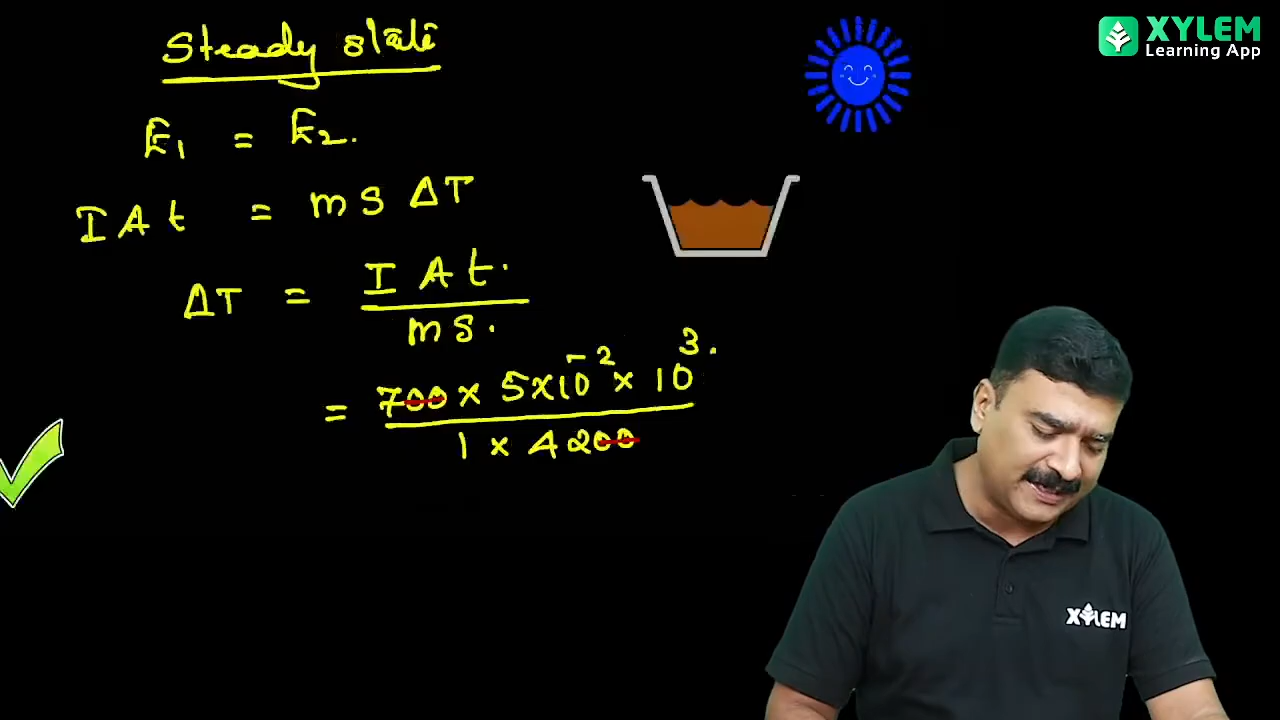 Steady state
E₁ = E₂.
I A t = m S ΔT
ΔT = I A t. / m S.
= 700 × 5×10⁻² × 10³. / 1 × 4200
XYLEM
Learning App
XYLEM